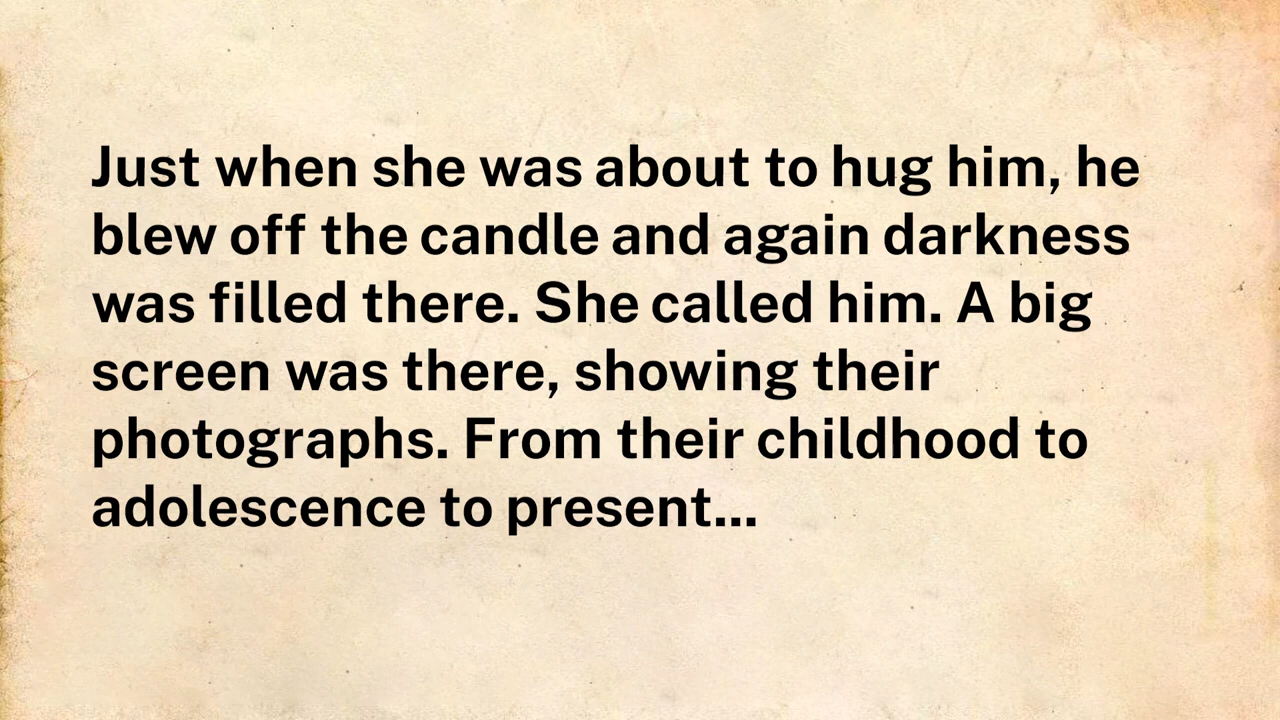 Just when she was about to hug him, he
blew off the candle and again darkness
was filled there. She called him. A big
screen was there, showing their
photographs. From their childhood to
adolescence to present...